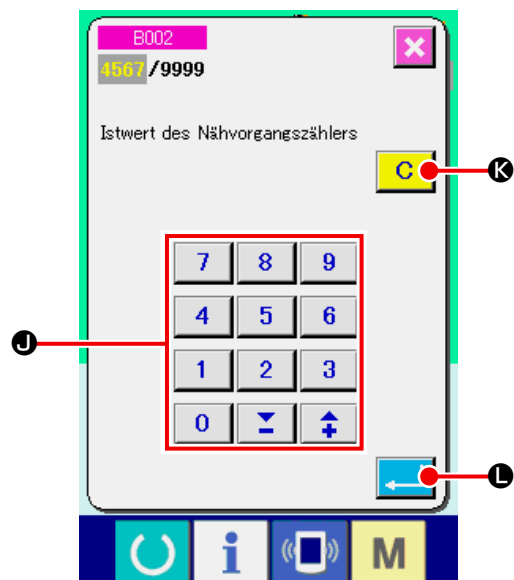 B002
4567/9999
Istwert des Nähvorgangszählers
C
K
7 8 9
4 5 6
J
1 2 3
0
L
i M